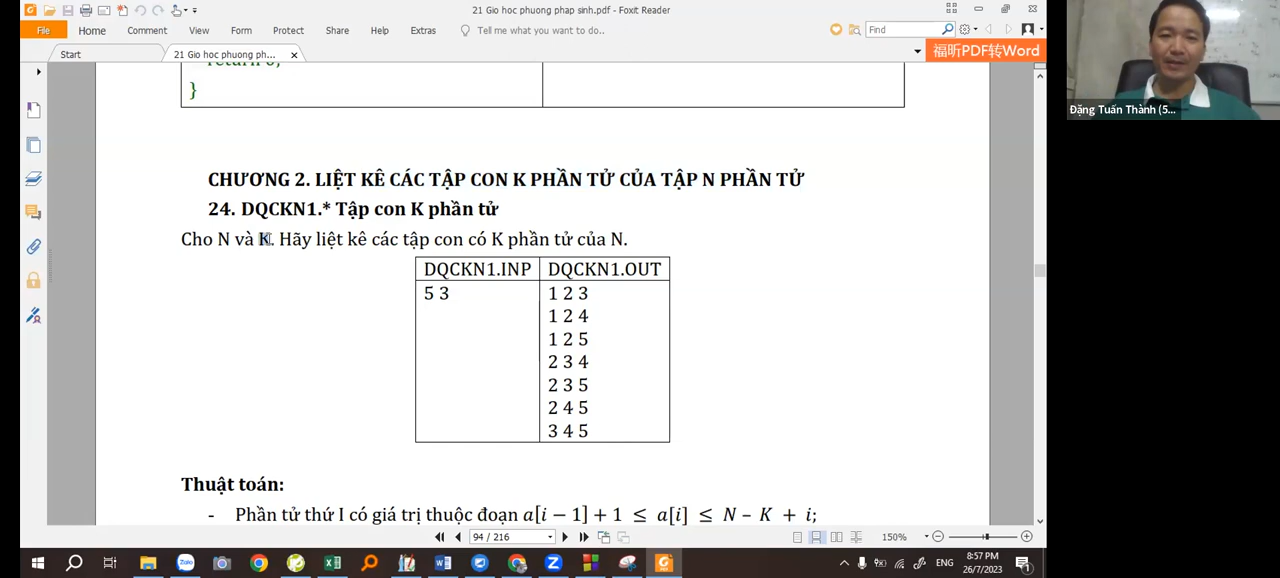 21 Gio hoc phuong phap sinh.pdf - Foxit Reader
File Home Comment View Form Protect Share Help Extras Tell me what you want to do.. Find
Start 21 Gio hoc phuong ph... 福昕PDF转Word
return 0;
}
CHƯƠNG 2. LIỆT KÊ CÁC TẬP CON K PHẦN TỬ CỦA TẬP N PHẦN TỬ
24. DQCKN1.* Tập con K phần tử
Cho N và K. Hãy liệt kê các tập con có K phần tử của N.
DQCKN1.INP DQCKN1.OUT
5 3 1 2 3
1 2 4
1 2 5
2 3 4
2 3 5
2 4 5
3 4 5
Thuật toán:
- Phần tử thứ I có giá trị thuộc đoạn a[i − 1] + 1 ≤ a[i] ≤ N – K + i;
94 / 216 150%
Zalo Z ENG 8:57 PM
26/7/2023
Đặng Tuấn Thành (5...